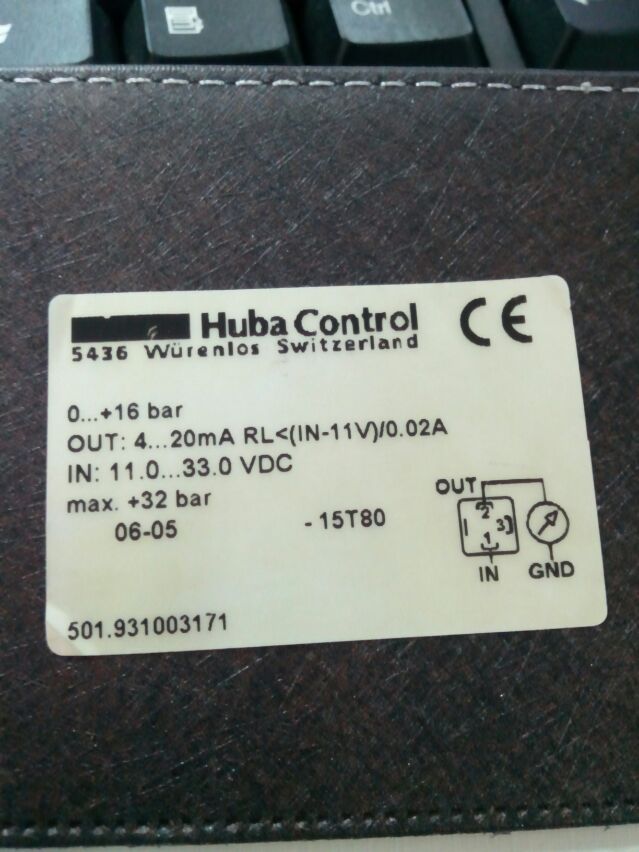 Ctrl
Huba Control CE
5436 Würenlos Switzerland
0...+16 bar
OUT: 4...20mA RL<(IN-11V)/0.02A
IN: 11.0...33.0 VDC
max. +32 bar
06-05 - 15T80
OUT
2
3
1
IN GND
501.931003171